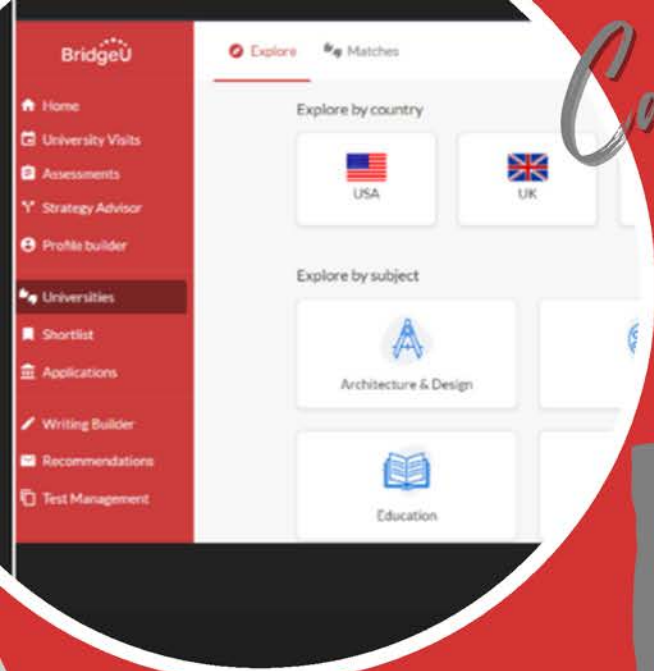 BridgeU
Home
University Visits
Assessments
Strategy Advisor
Profile builder
Universities
Shortlist
Applications
Writing Builder
Recommendations
Test Management
Explore
Matches
Explore by country
USA
UK
Explore by subject
Architecture & Design
Education